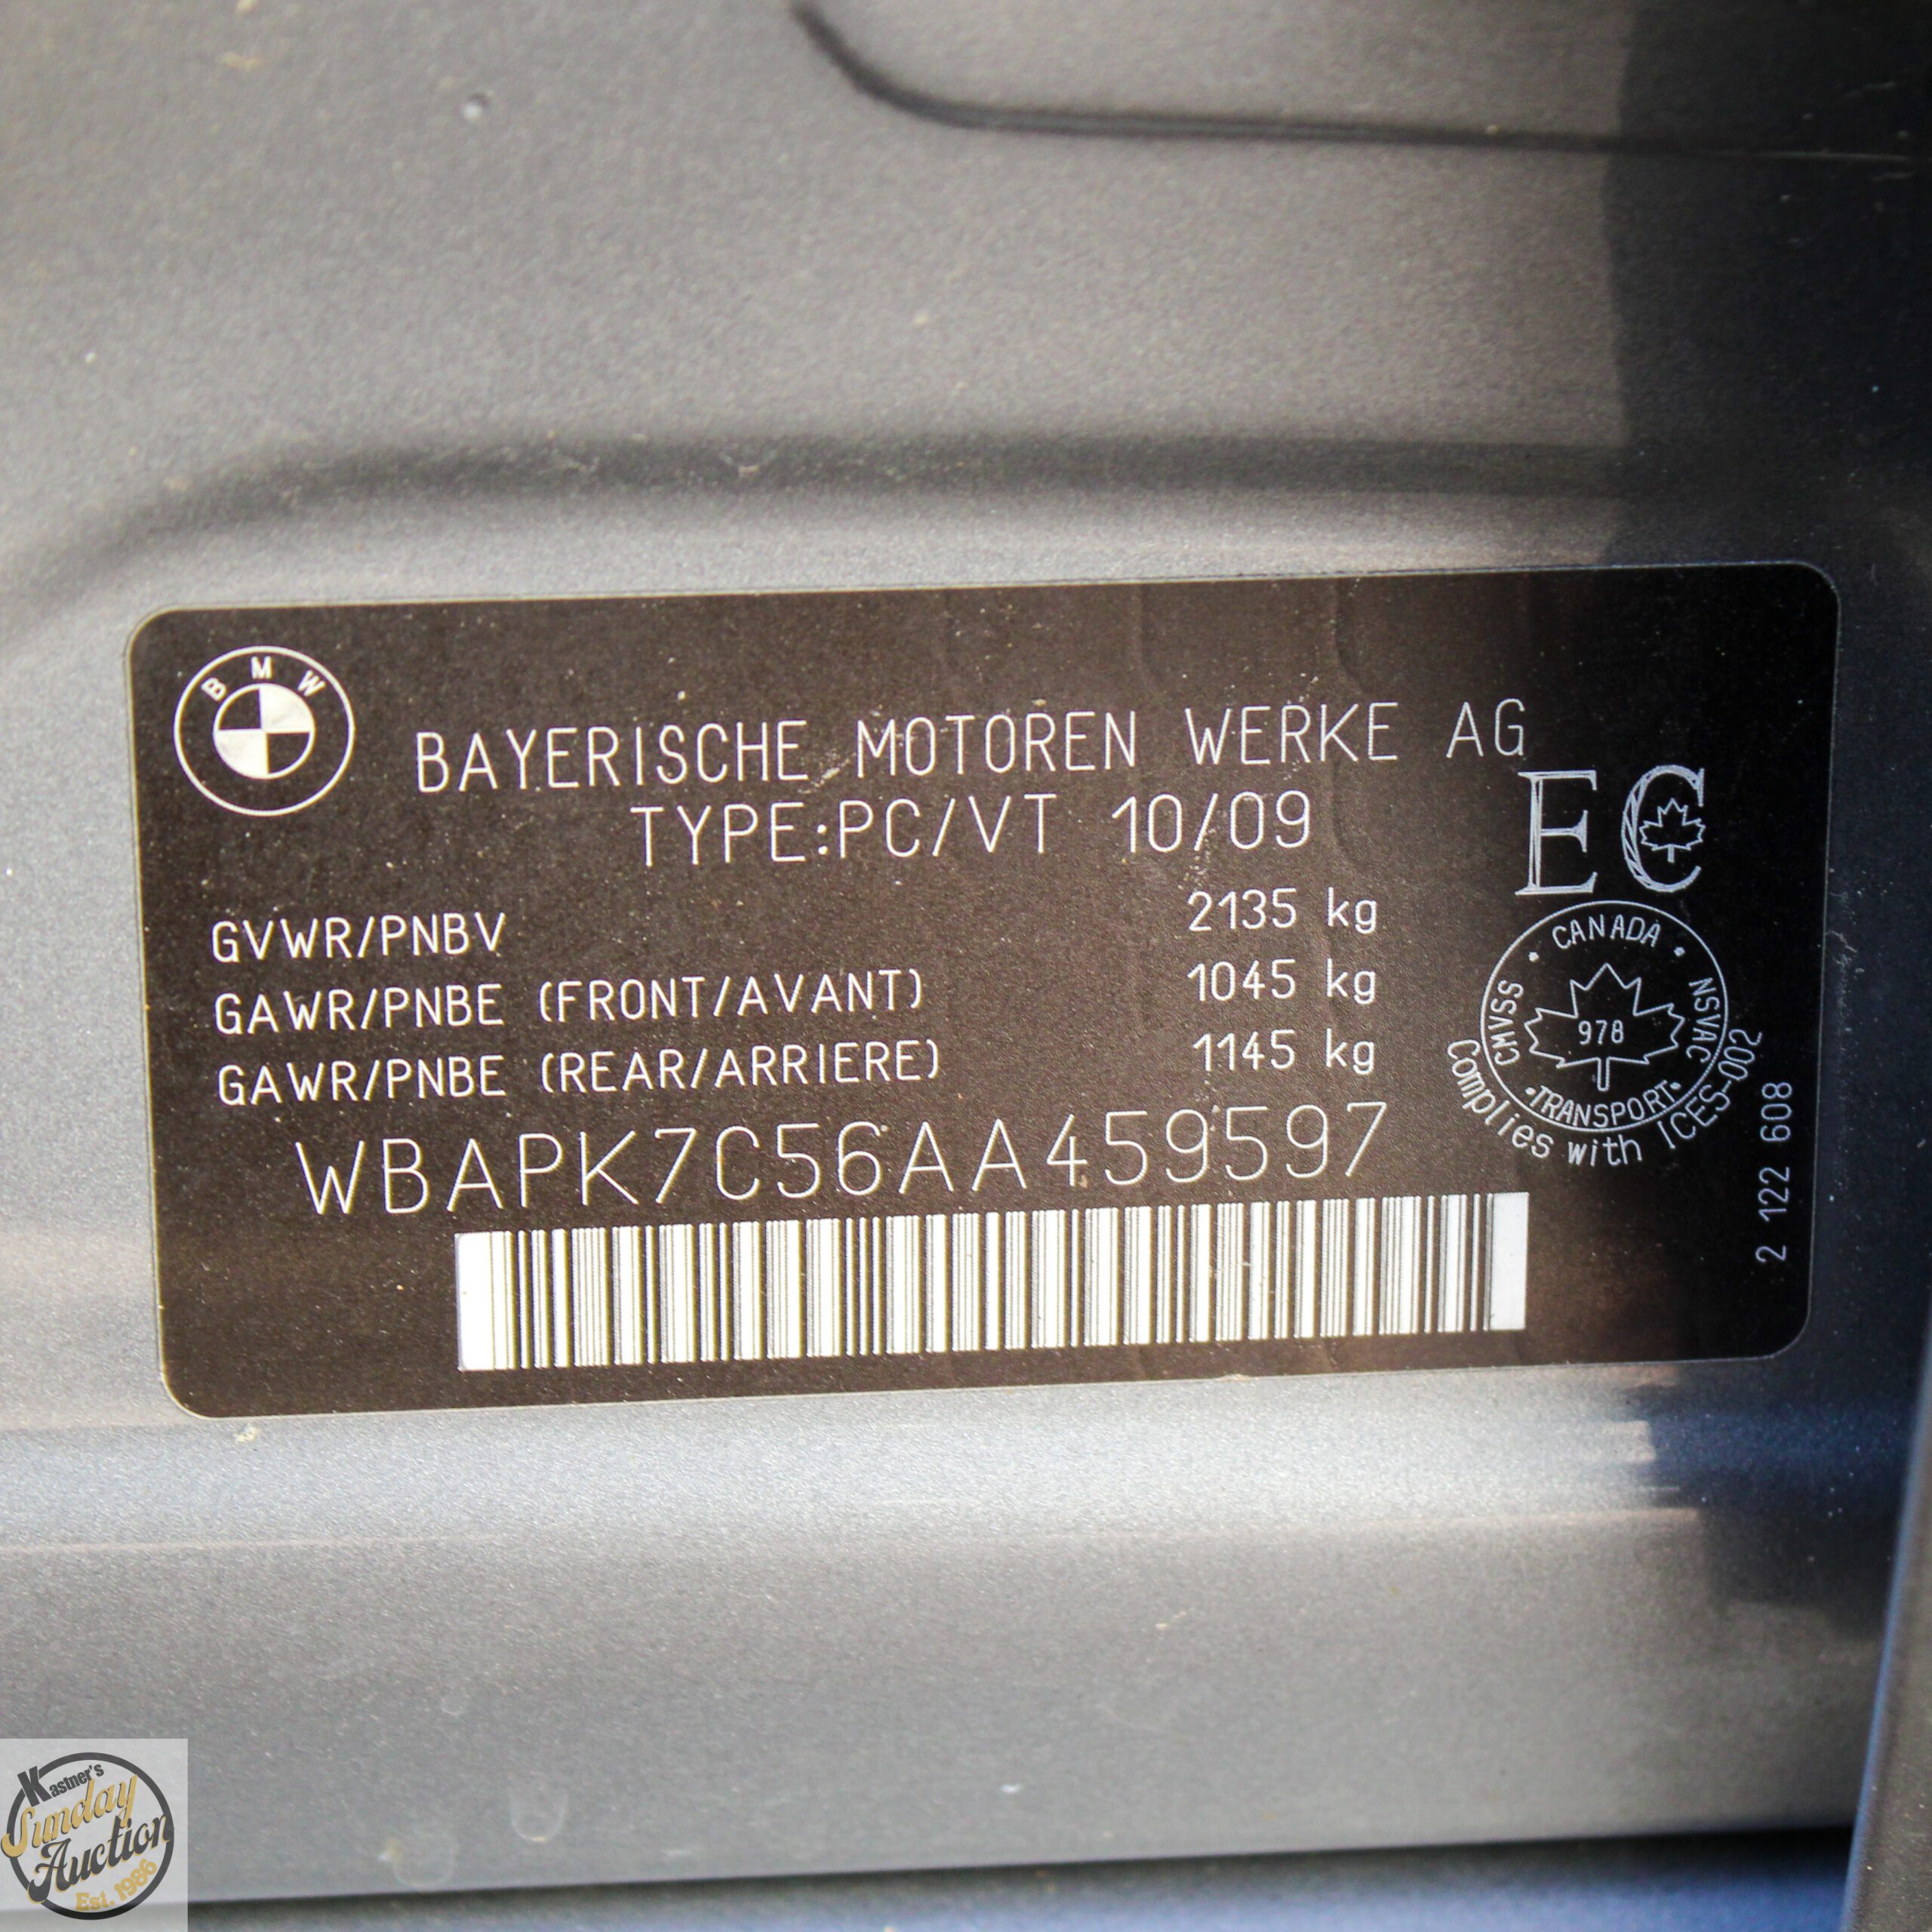 BMW
BAYERISCHE MOTOREN WERKE AG
TYPE:PC/VT 10/09
EC
GVWR/PNBV 2135 kg
GAWR/PNBE (FRONT/AVANT) 1045 kg
GAWR/PNBE (REAR/ARRIERE) 1145 kg
WBAPK7C56AA459597
· CANADA ·
CMVSS
978
NSVAC
·TRANSPORT·
Complies with ICES-002
2 122 608
Kastner's
Sunday
Auction
Est. 1986